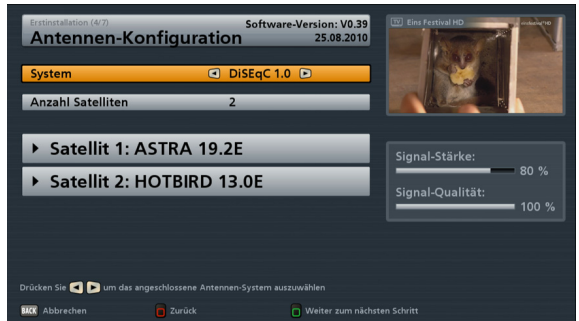 Erstinstallation (4/7)
Software-Version: V0.39
Antennen-Konfiguration
25.08.2010
TV Eins Festival HD
System
DiSEqC 1.0
Anzahl Satelliten
2
Satellit 1: ASTRA 19.2E
Satellit 2: HOTBIRD 13.0E
Signal-Stärke:
80 %
Signal-Qualität:
100 %
Drücken Sie um das angeschlossene Antennen-System auszuwählen
BACK Abbrechen
Zurück
Weiter zum nächsten Schritt